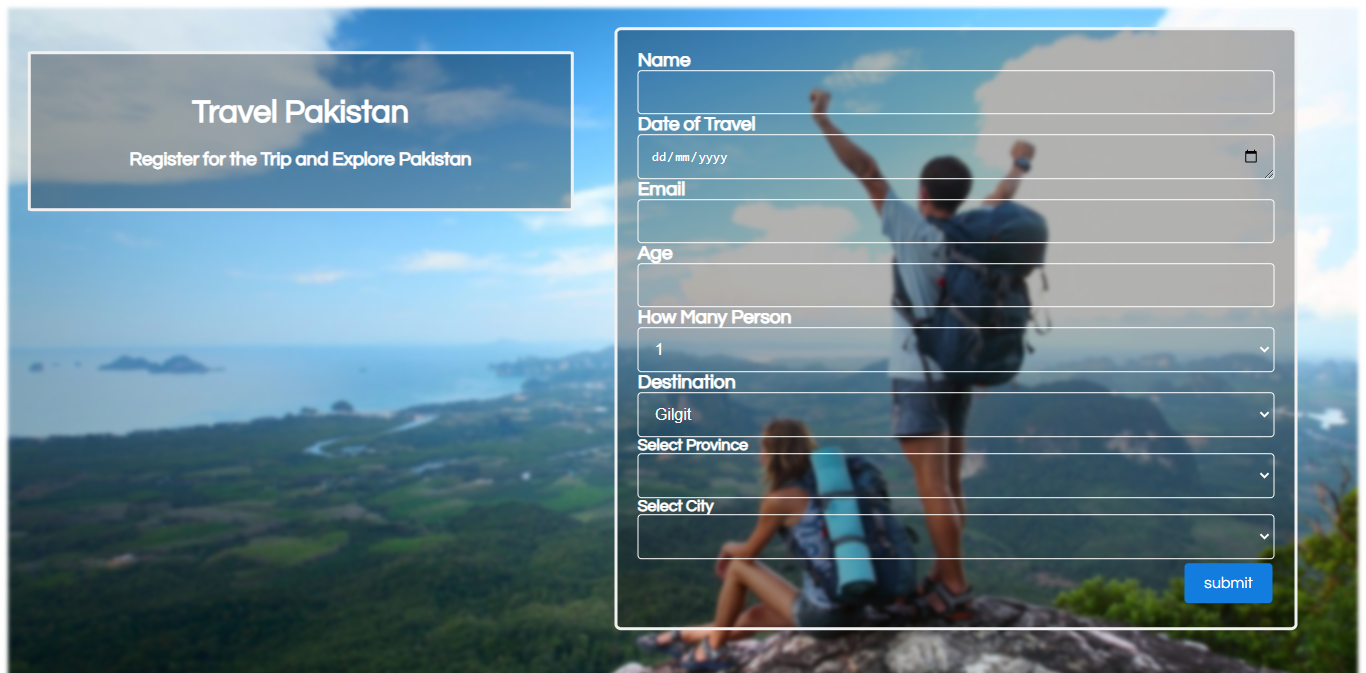 Travel Pakistan
Register for the Trip and Explore Pakistan
Name
Date of Travel
dd/mm/yyyy
Email
Age
How Many Person
1
Destination
Gilgit
Select Province
Select City
submit